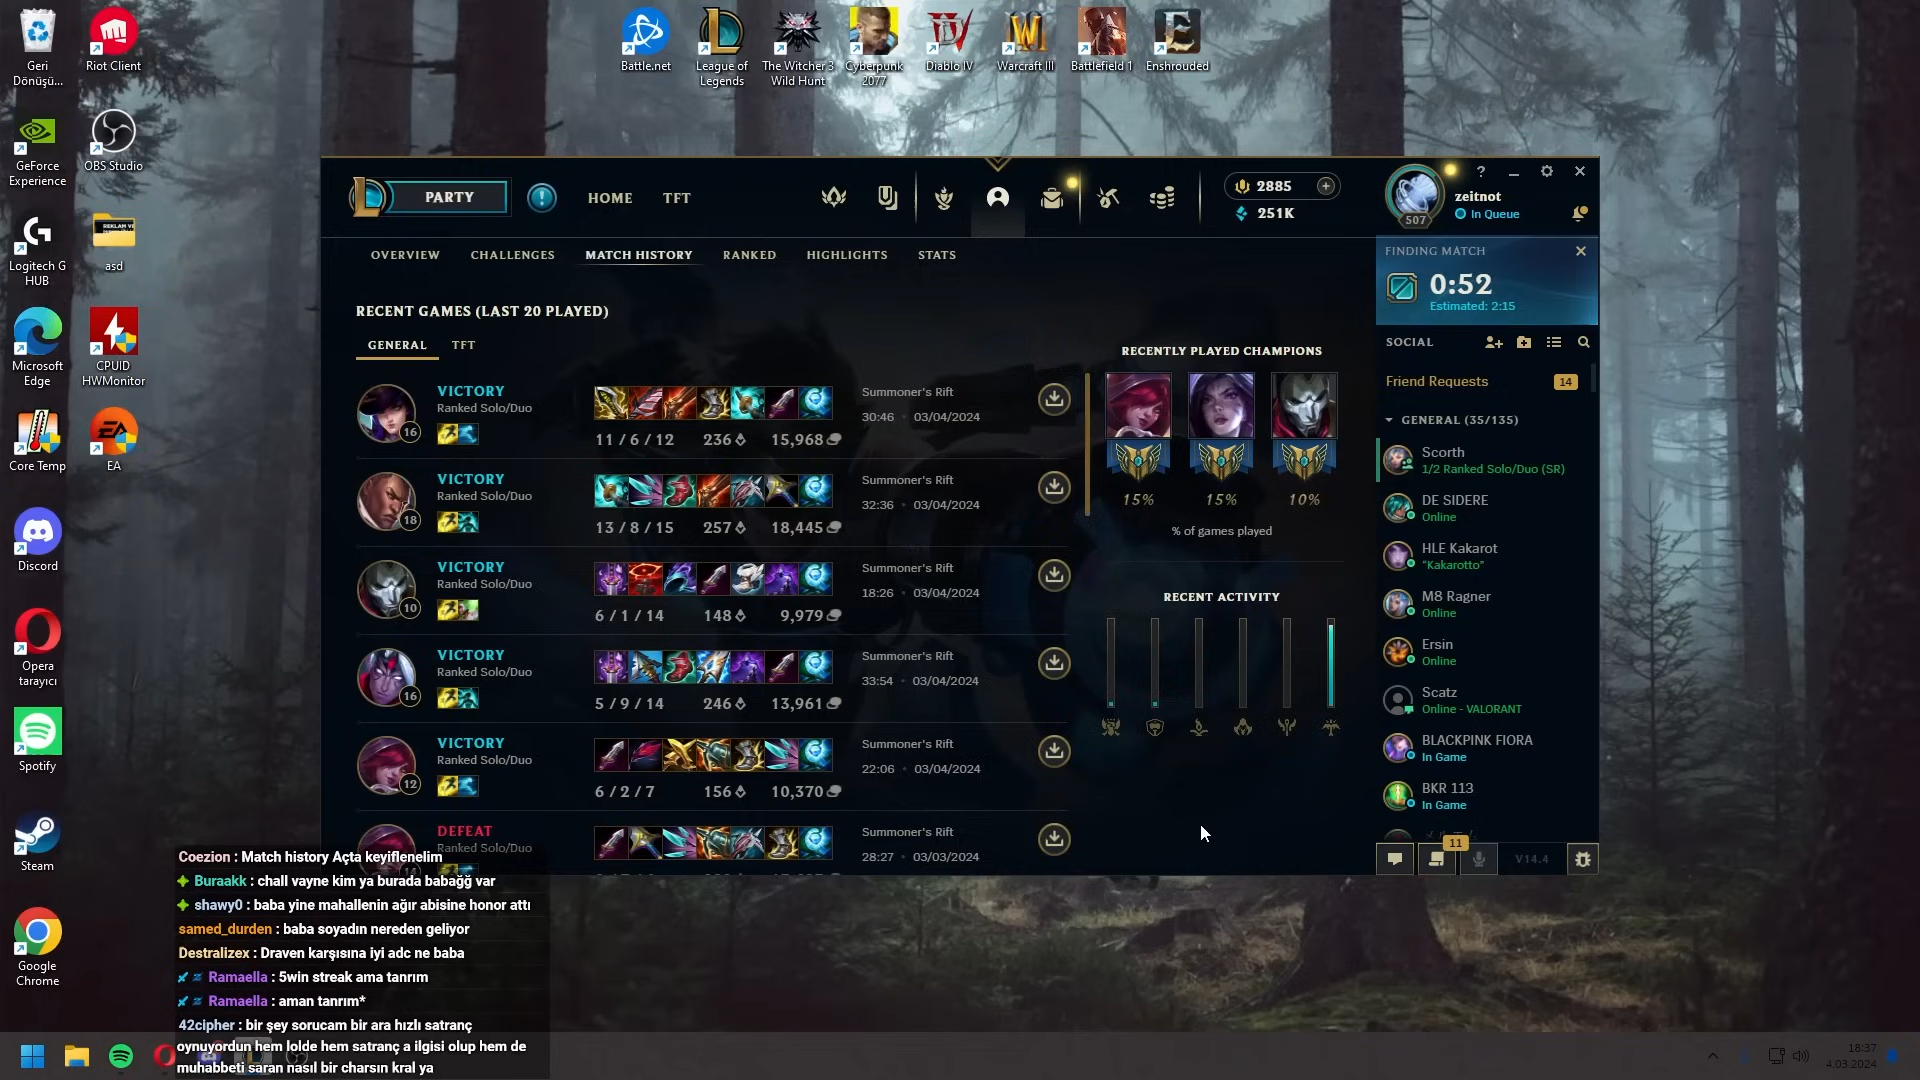 Geri
Dönüşü...
Riot Client
Battle.net
League of
Legends
The Witcher 3
Wild Hunt
Cyberpunk
2077
Diablo IV
Warcraft III
Battlefield 1
Enshrouded
GeForce
Experience
OBS Studio
Logitech G
HUB
REKLAM VE
asd
Microsoft
Edge
CPUID
HWMonitor
Core Temp
EA
Discord
Opera
tarayıcı
Spotify
Steam
Google
Chrome
PARTY
HOME
TFT
2885
251K
507
zeitnot
In Queue
OVERVIEW
CHALLENGES
MATCH HISTORY
RANKED
HIGHLIGHTS
STATS
FINDING MATCH
0:52
Estimated: 2:15
RECENT GAMES (LAST 20 PLAYED)
GENERAL
TFT
16
VICTORY
Ranked Solo/Duo
11 / 6 / 12 236 15,968
Summoner's Rift
30:46 • 03/04/2024
18
VICTORY
Ranked Solo/Duo
13 / 8 / 15 257 18,445
Summoner's Rift
32:36 • 03/04/2024
10
VICTORY
Ranked Solo/Duo
6 / 1 / 14 148 9,979
Summoner's Rift
18:26 • 03/04/2024
16
VICTORY
Ranked Solo/Duo
5 / 9 / 14 246 13,961
Summoner's Rift
33:54 • 03/04/2024
12
VICTORY
Ranked Solo/Duo
6 / 2 / 7 156 10,370
Summoner's Rift
22:06 • 03/04/2024
DEFEAT
Ranked Solo/Duo
Summoner's Rift
28:27 • 03/03/2024
RECENTLY PLAYED CHAMPIONS
15% 15% 10%
% of games played
RECENT ACTIVITY
SOCIAL
Friend Requests 14
GENERAL (35/135)
Scorth
1/2 Ranked Solo/Duo (SR)
DE SIDERE
Online
HLE Kakarot
"Kakarotto"
M8 Ragner
Online
Ersin
Online
Scatz
Online - VALORANT
BLACKPINK FIORA
In Game
BKR 113
In Game
11
V14.4
Coezion : Match history Açta keyiflenelim
Buraakk : chall vayne kim ya burada babağğ var
shawy0 : baba yine mahallenin ağır abisine honor attı
samed_durden : baba soyadın nereden geliyor
Destralizex : Draven karşısına iyi adc ne baba
Ramaella : 5win streak ama tanrım
Ramaella : aman tanrım*
42cipher : bir şey sorucam bir ara hızlı satranç
oynuyordun hem lolde hem satranç a ilgisi olup hem de
muhabbeti saran nasıl bir charsın kral ya
18:37
4.03.2024